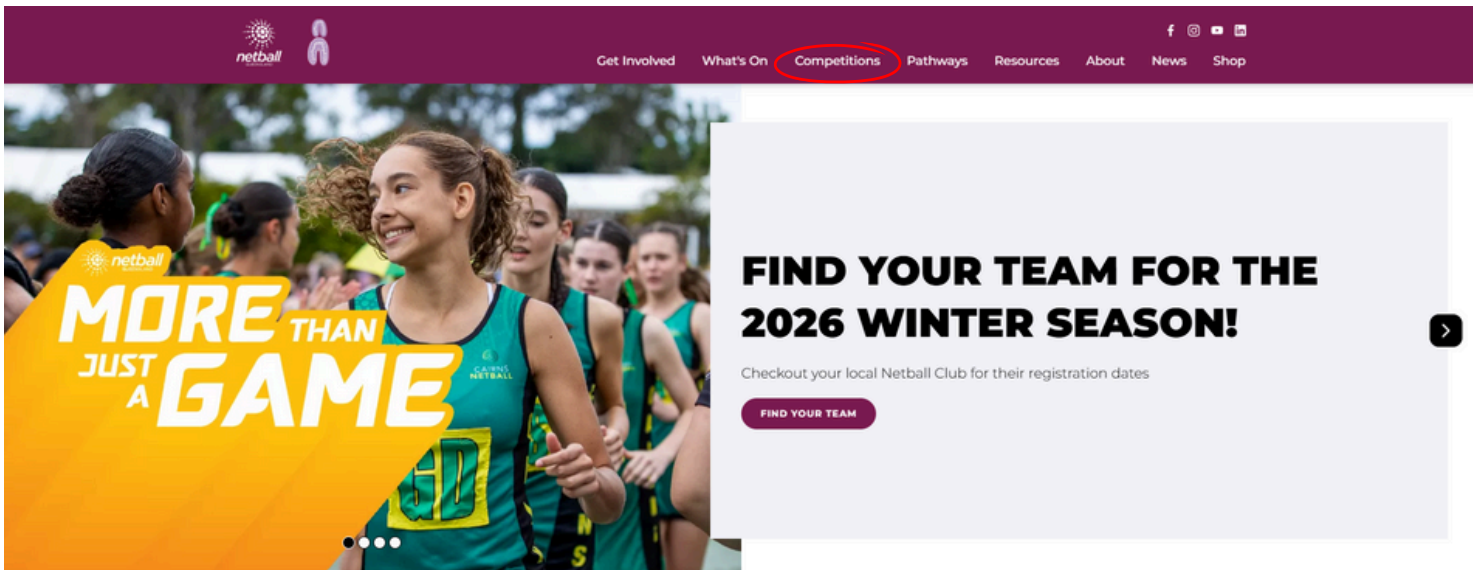 netball
QUEENSLAND
Get Involved What's On Competitions Pathways Resources About News Shop
netball
QUEENSLAND
MORE THAN
JUST
A GAME
CAIRNS
NETBALL
GD
FIND YOUR TEAM FOR THE
2026 WINTER SEASON!
Checkout your local Netball Club for their registration dates
FIND YOUR TEAM